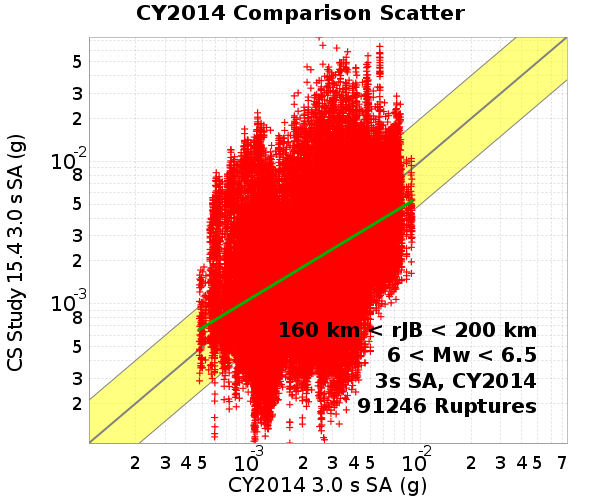 CY2014 Comparison Scatter
CS Study 15.4 3.0 s SA (g)
5
3
2
10-2
8
5
3
2
10-3
8
5
3
2
160 km < rJB < 200 km
6 < Mw < 6.5
3s SA, CY2014
91246 Ruptures
2 3 4 5 10-3 2 3 4 5 10-2 2 3 4 5 7
CY2014 3.0 s SA (g)